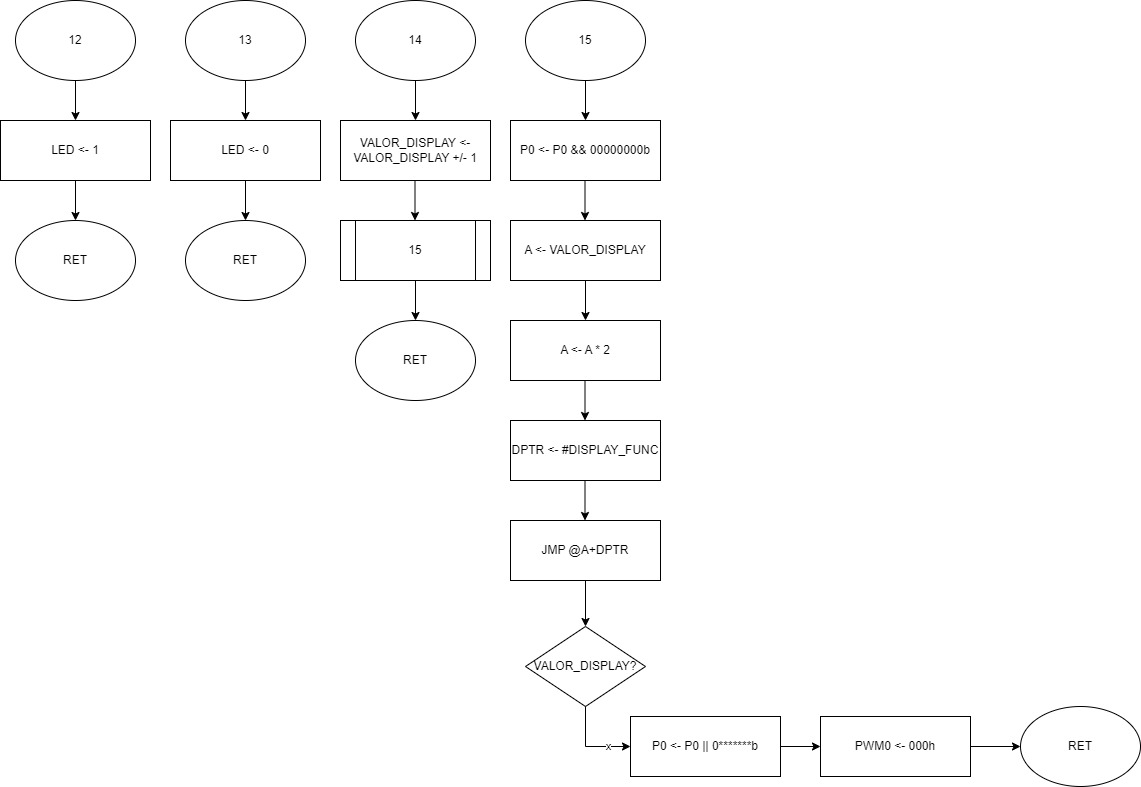 12
13
14
15
LED <- 1
LED <- 0
VALOR_DISPLAY <-
VALOR_DISPLAY +/- 1
P0 <- P0 && 00000000b
RET
RET
15
A <- VALOR_DISPLAY
RET
A <- A * 2
DPTR <- #DISPLAY_FUNC
JMP @A+DPTR
VALOR_DISPLAY?
x
P0 <- P0 || 0*******b
PWM0 <- 000h
RET